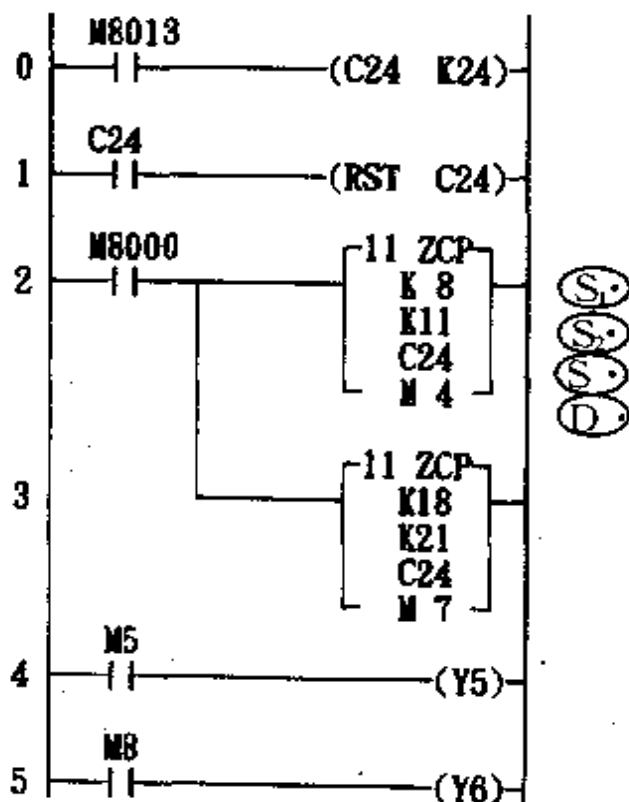 M8013
0 (C24 K24)
C24
1 (RST C24)
M8000
2 11 ZCP
K 8 S1·
K11 S2·
C24 S·
M 4 D·
3 11 ZCP
K18
K21
C24
M 7
M5
4 (Y5)
M8
5 (Y6)